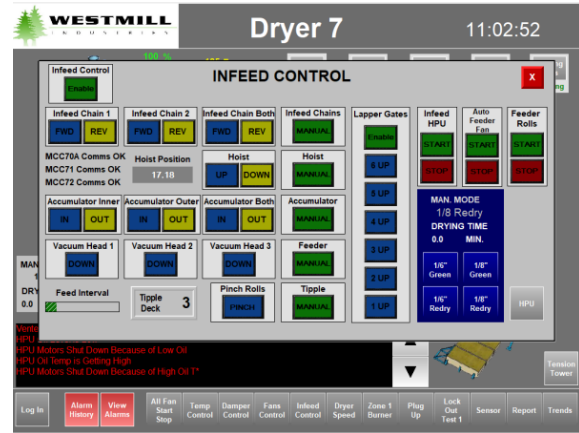 WESTMILL
INDUSTRIES
Dryer 7
11:02:52
100 %
Infeed Control
Enable
INFEED CONTROL
X
Infeed Chain 1
FWD REV
Infeed Chain 2
FWD REV
Infeed Chain Both
FWD REV
Infeed Chains
MANUAL
Lapper Gates
Enable
6 UP
5 UP
4 UP
3 UP
2 UP
1 UP
Infeed
HPU
START
STOP
Auto
Feeder
Fan
START
STOP
Feeder
Rolls
START
STOP
MCC70A Comms OK
MCC71 Comms OK
MCC72 Comms OK
Hoist Position
17.18
Hoist
UP DOWN
Hoist
MANUAL
Accumulator Inner
IN OUT
Accumulator Outer
IN OUT
Accumulator Both
IN OUT
Accumulator
MANUAL
MAN. MODE
1/8 Redry
DRYING TIME
0.0 MIN.
1/6"
Green
1/8"
Green
1/6"
Redry
1/8"
Redry
Vacuum Head 1
DOWN
Vacuum Head 2
DOWN
Vacuum Head 3
DOWN
Feeder
MANUAL
Feed Interval
Tipple
Deck 3
Pinch Rolls
PINCH
Tipple
MANUAL
HPU
MAN
DRY
0.0
HPU Motors Shut Down Because of Low Oil
HPU Oil Temp is Getting High
HPU Motors Shut Down Because of High Oil T*
Tension
Tower
Log In
Alarm
History
View
Alarms
All Fan
Start
Stop
Temp
Control
Damper
Control
Fans
Control
Infeed
Control
Dryer
Speed
Zone 1
Burner
Plug
Up
Lock
Out
Test 1
Sensor
Report
Trends